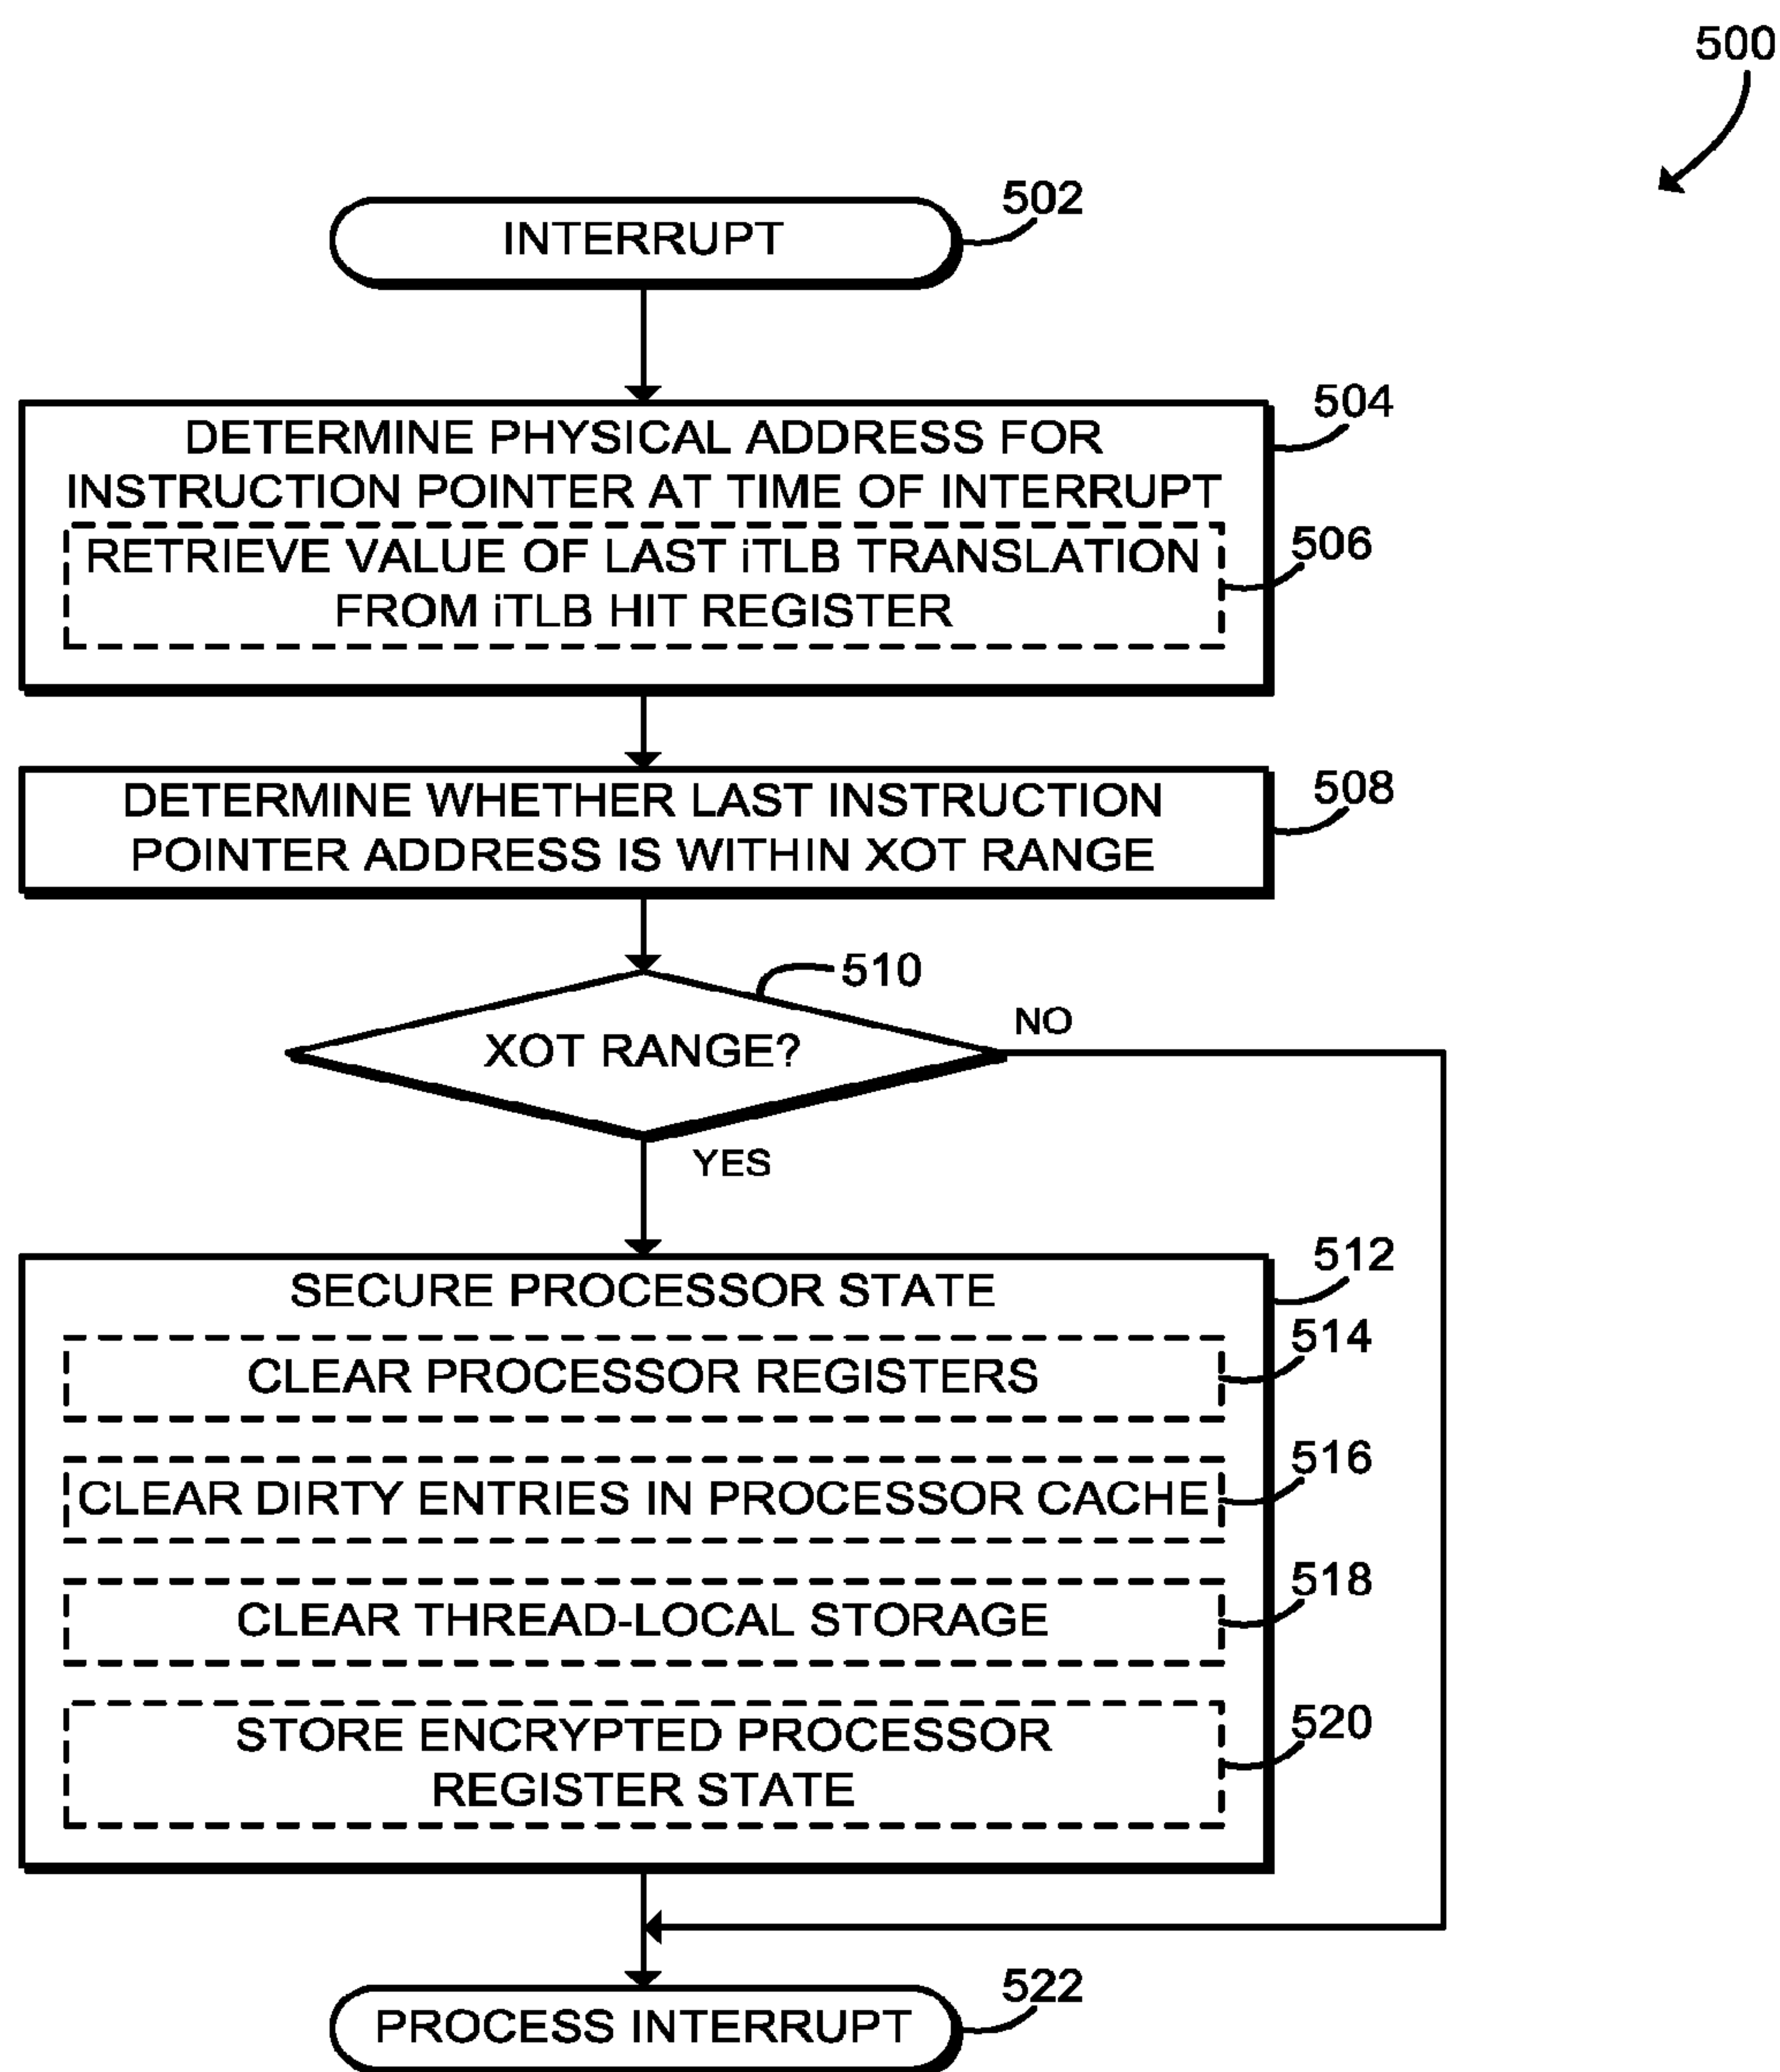 500
INTERRUPT
502
DETERMINE PHYSICAL ADDRESS FOR
INSTRUCTION POINTER AT TIME OF INTERRUPT
504
RETRIEVE VALUE OF LAST iTLB TRANSLATION
FROM iTLB HIT REGISTER
506
DETERMINE WHETHER LAST INSTRUCTION
POINTER ADDRESS IS WITHIN XOT RANGE
508
XOT RANGE?
510
NO
YES
SECURE PROCESSOR STATE
512
CLEAR PROCESSOR REGISTERS
514
CLEAR DIRTY ENTRIES IN PROCESSOR CACHE
516
CLEAR THREAD-LOCAL STORAGE
518
STORE ENCRYPTED PROCESSOR
REGISTER STATE
520
PROCESS INTERRUPT
522